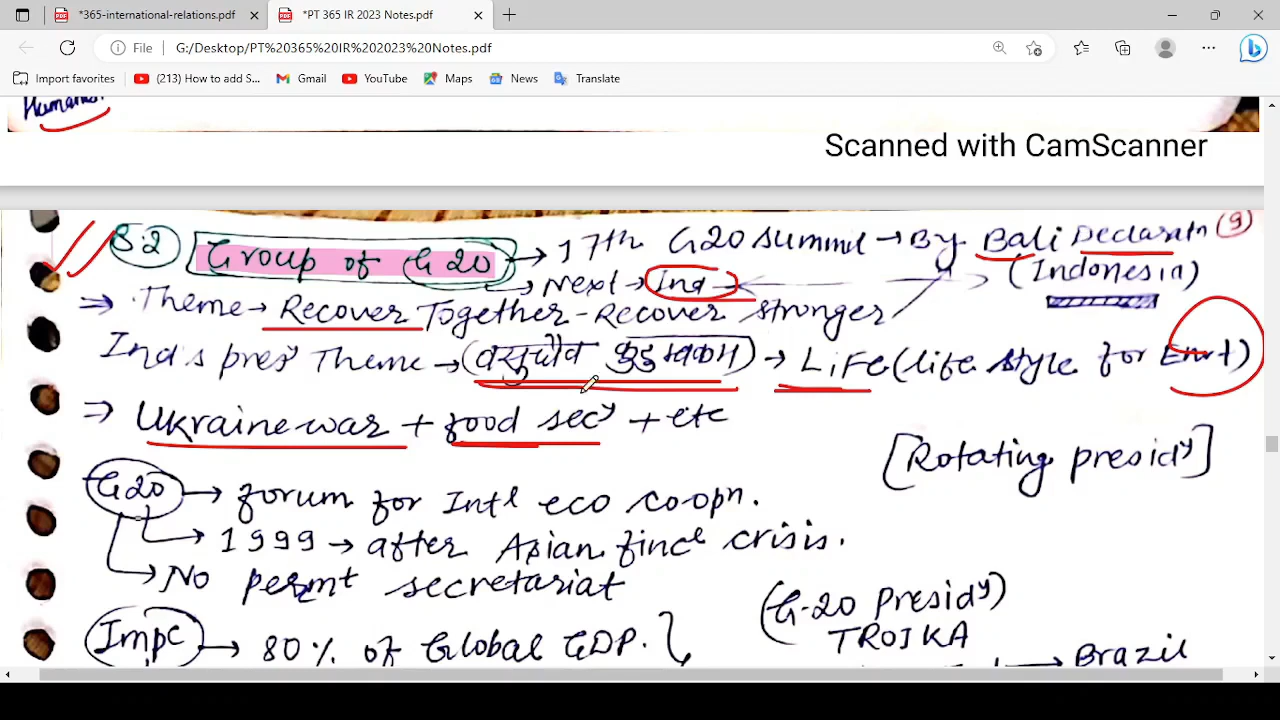 *365-international-relations.pdf
*PT 365 IR 2023 Notes.pdf
File G:/Desktop/PT%20365%20IR%202023%20Notes.pdf
Import favorites (213) How to add S... Gmail YouTube Maps News Translate
Humanita.
Scanned with CamScanner
8.2 Group of G20 → 17th G20 summit → By Bali Declaratn (9)
Next → Ind (Indonesia)
⇒ Theme → Recover Together - Recover stronger
Ind's presy Theme → (वसुधैव कुटुम्बकम) → LiFe (life style for Envt)
⇒ Ukraine war + food secy + etc
[Rotating presidy]
G20 → forum for Intl eco co-opn.
→ 1999 → after Asian fincl crisis.
→ No permt secretariat
(G-20 Presidy)
TROIKA
Impc → 80% of Global GDP.
→ Brazil